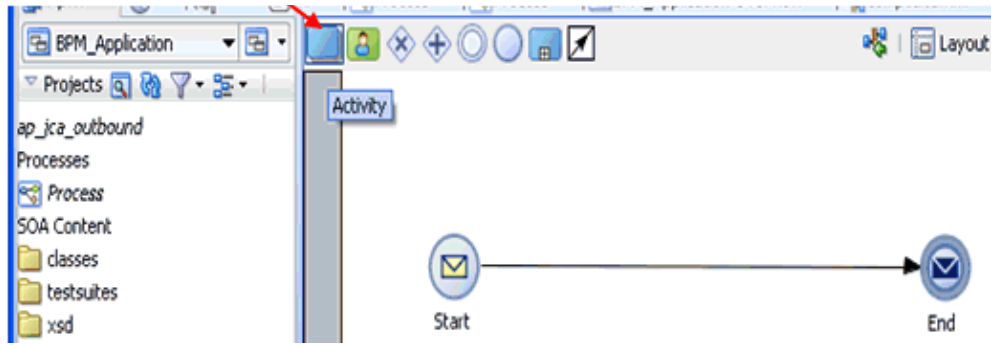 BPM_Application
Layout
Projects
Activity
ap_jca_outbound
Processes
Process
SOA Content
classes
testsuites
xsd
Start
End